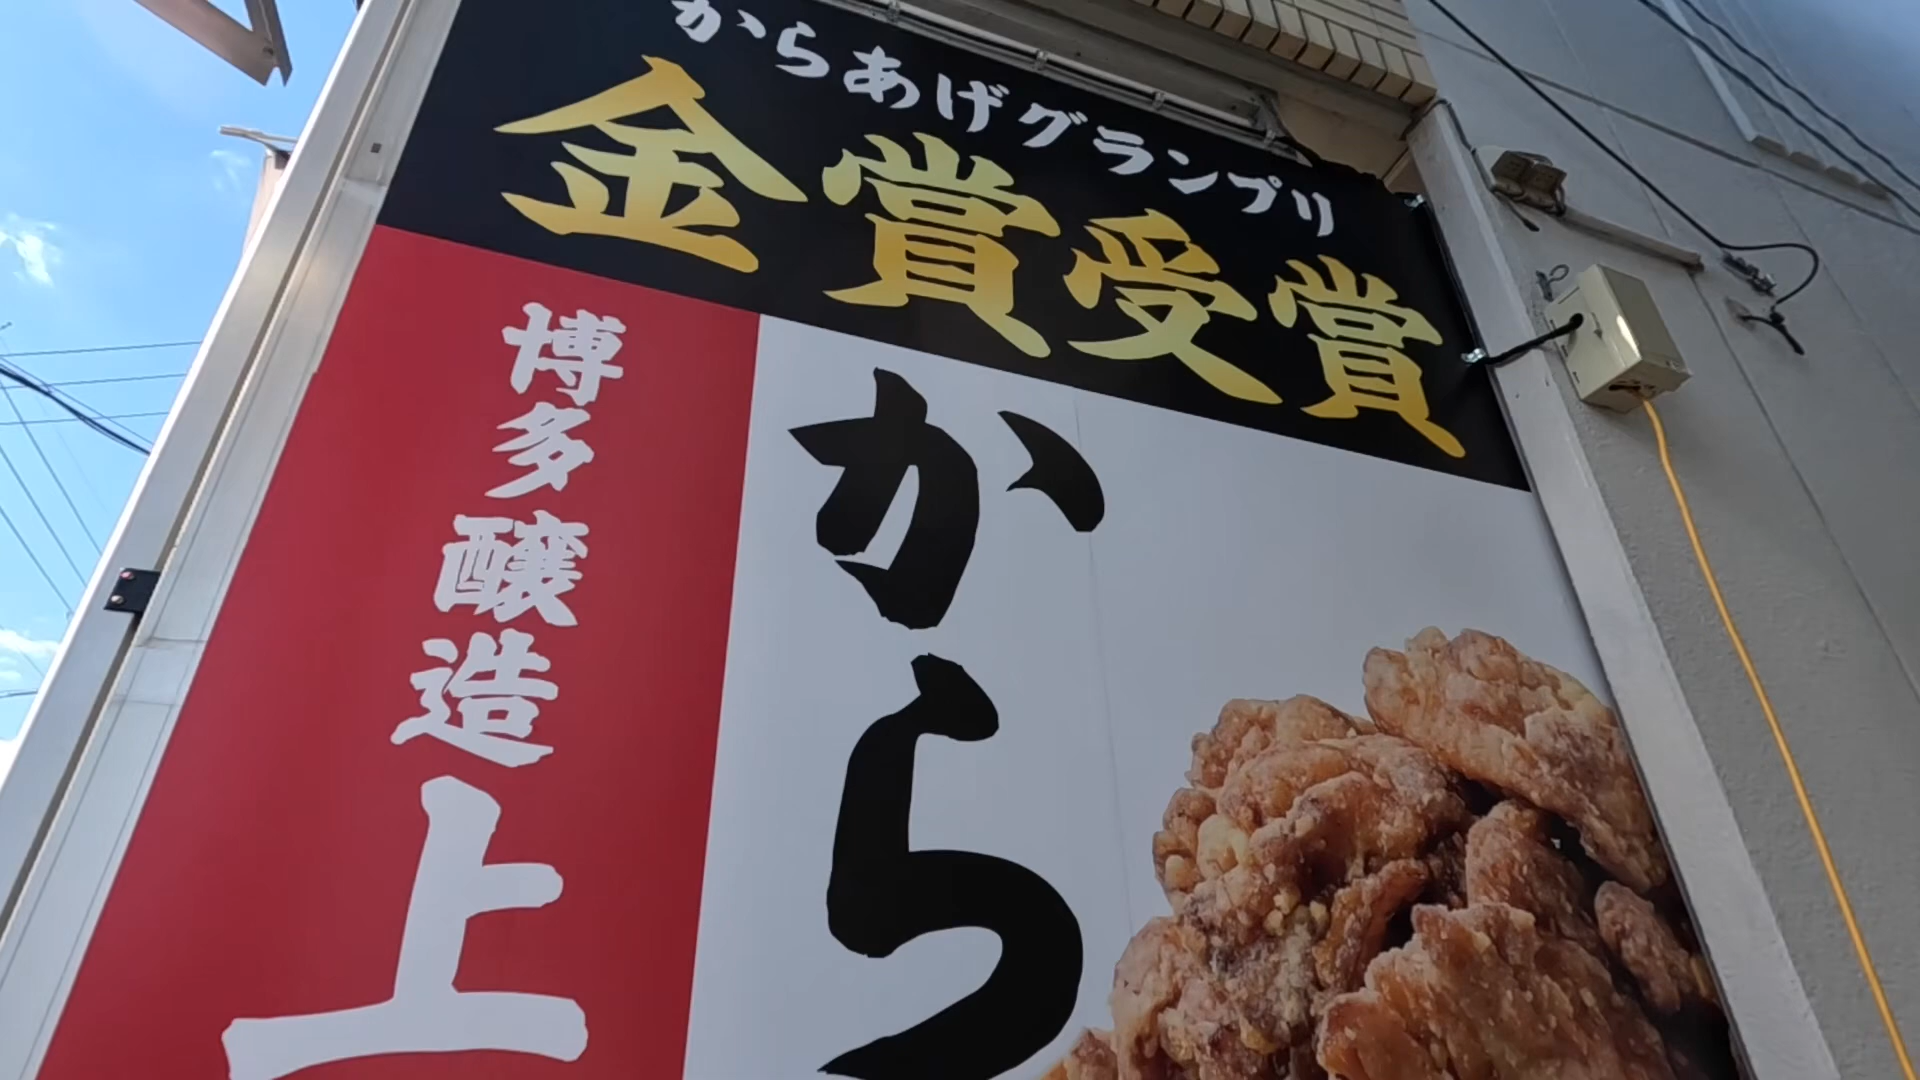 からあげグランプリ
金賞受賞
から
博多醸造
上